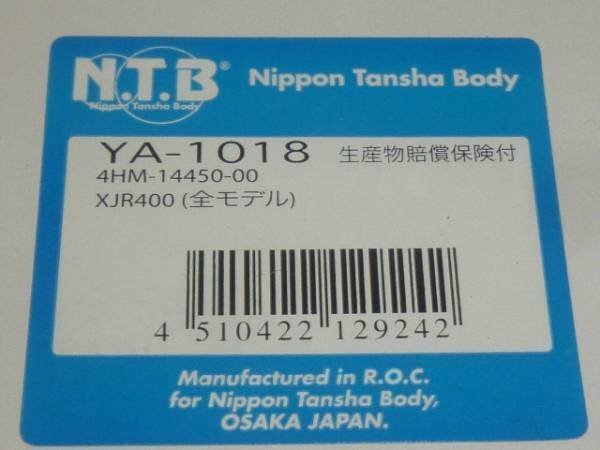 N.T.B®
Nippon Tansha Body
Nippon Tansha Body
YA-1018 生産物賠償保険付
4HM-14450-00
XJR400 (全モデル)
4 510422 129242
Manufactured in R.O.C.
for Nippon Tansha Body,
OSAKA JAPAN.